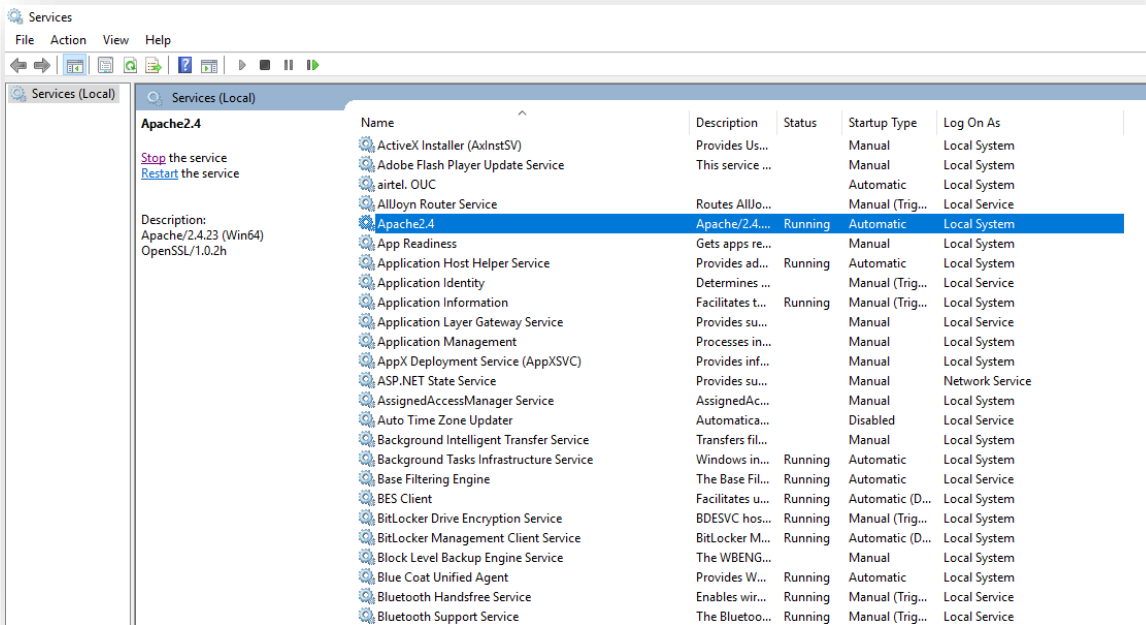 Services
File Action View Help
Services (Local)
Services (Local)
Apache2.4
Stop the service
Restart the service
Description:
Apache/2.4.23 (Win64)
OpenSSL/1.0.2h
Name Description Status Startup Type Log On As
ActiveX Installer (AxInstSV) Provides Us... Manual Local System
Adobe Flash Player Update Service This service ... Manual Local System
airtel. OUC Automatic Local System
AllJoyn Router Service Routes AllJo... Manual (Trig... Local Service
Apache2.4 Apache/2.4.... Running Automatic Local System
App Readiness Gets apps re... Manual Local System
Application Host Helper Service Provides ad... Running Automatic Local System
Application Identity Determines ... Manual (Trig... Local Service
Application Information Facilitates t... Running Manual (Trig... Local System
Application Layer Gateway Service Provides su... Manual Local Service
Application Management Processes in... Manual Local System
AppX Deployment Service (AppXSVC) Provides inf... Manual Local System
ASP.NET State Service Provides su... Manual Network Service
AssignedAccessManager Service AssignedAc... Manual Local System
Auto Time Zone Updater Automatica... Disabled Local Service
Background Intelligent Transfer Service Transfers fil... Manual Local System
Background Tasks Infrastructure Service Windows in... Running Automatic Local System
Base Filtering Engine The Base Fil... Running Automatic Local Service
BES Client Facilitates u... Running Automatic (D... Local System
BitLocker Drive Encryption Service BDESVC hos... Running Manual (Trig... Local System
BitLocker Management Client Service BitLocker M... Running Automatic (D... Local System
Block Level Backup Engine Service The WBENG... Manual Local System
Blue Coat Unified Agent Provides W... Running Automatic Local System
Bluetooth Handsfree Service Enables wir... Running Manual (Trig... Local Service
Bluetooth Support Service The Bluetoo... Running Manual (Trig... Local Service